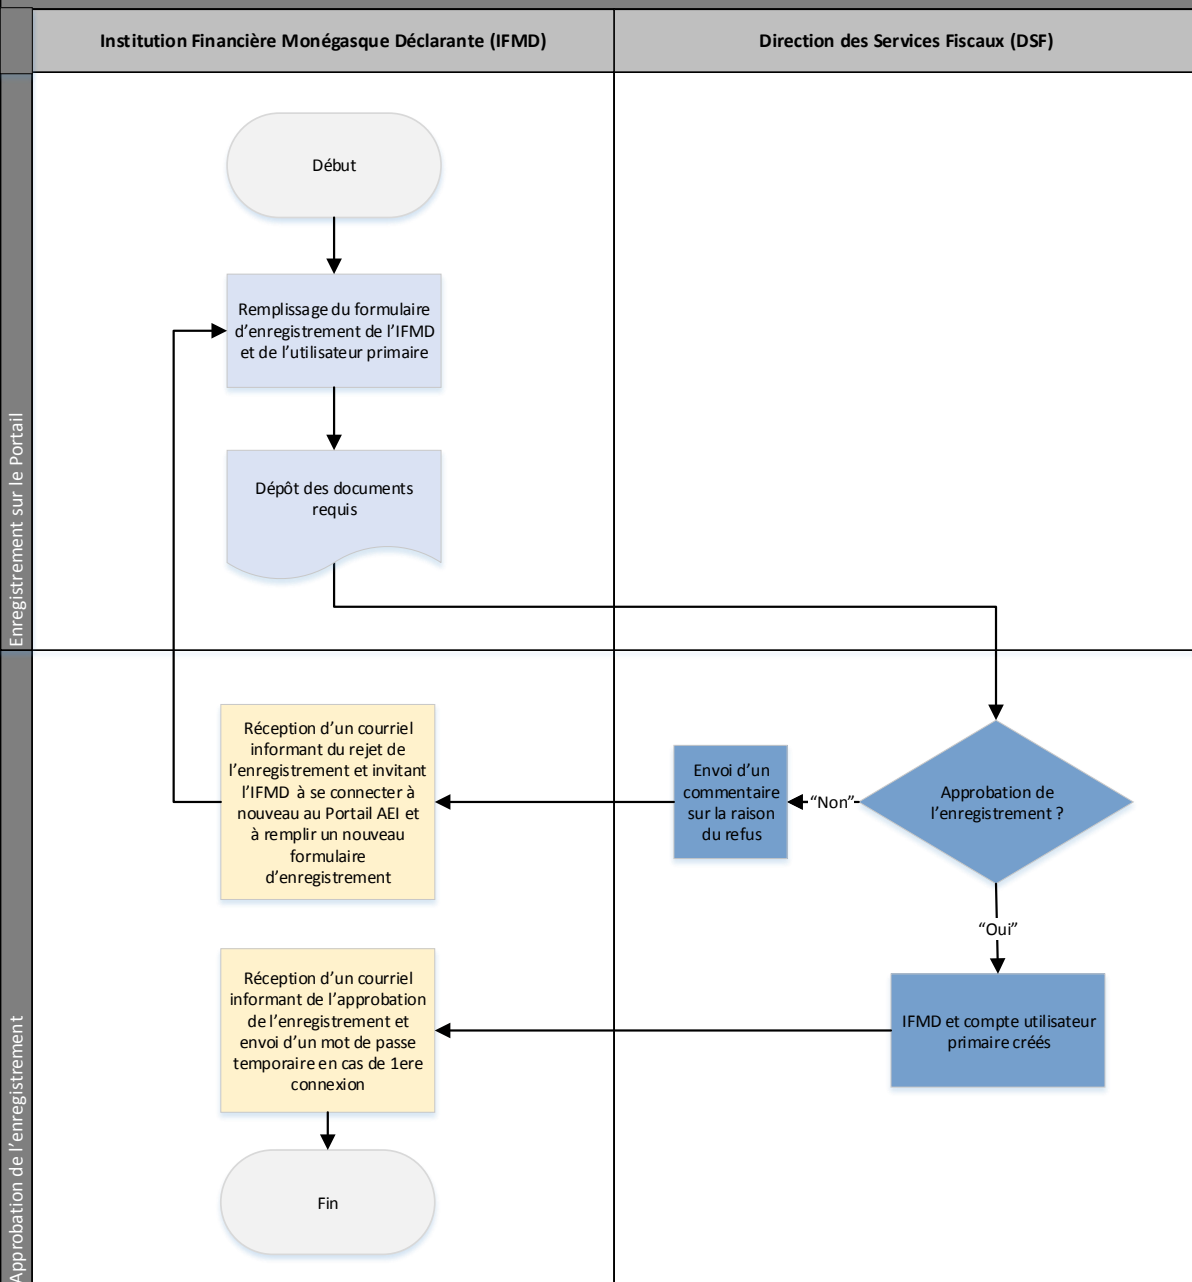 Institution Financière Monégasque Déclarante (IFMD)
Direction des Services Fiscaux (DSF)
Enregistrement sur le Portail
Début
Remplissage du formulaire
d’enregistrement de l’IFMD
et de l’utilisateur primaire
Dépôt des documents
requis
Approbation de l’enregistrement
Réception d’un courriel
informant du rejet de
l’enregistrement et invitant
l’IFMD à se connecter à
nouveau au Portail AEI et
à remplir un nouveau
formulaire
d’enregistrement
Envoi d’un
commentaire
sur la raison
du refus
“Non”
Approbation de
l’enregistrement ?
“Oui”
Réception d’un courriel
informant de l’approbation
de l’enregistrement et
envoi d’un mot de passe
temporaire en cas de 1ere
connexion
IFMD et compte utilisateur
primaire créés
Fin